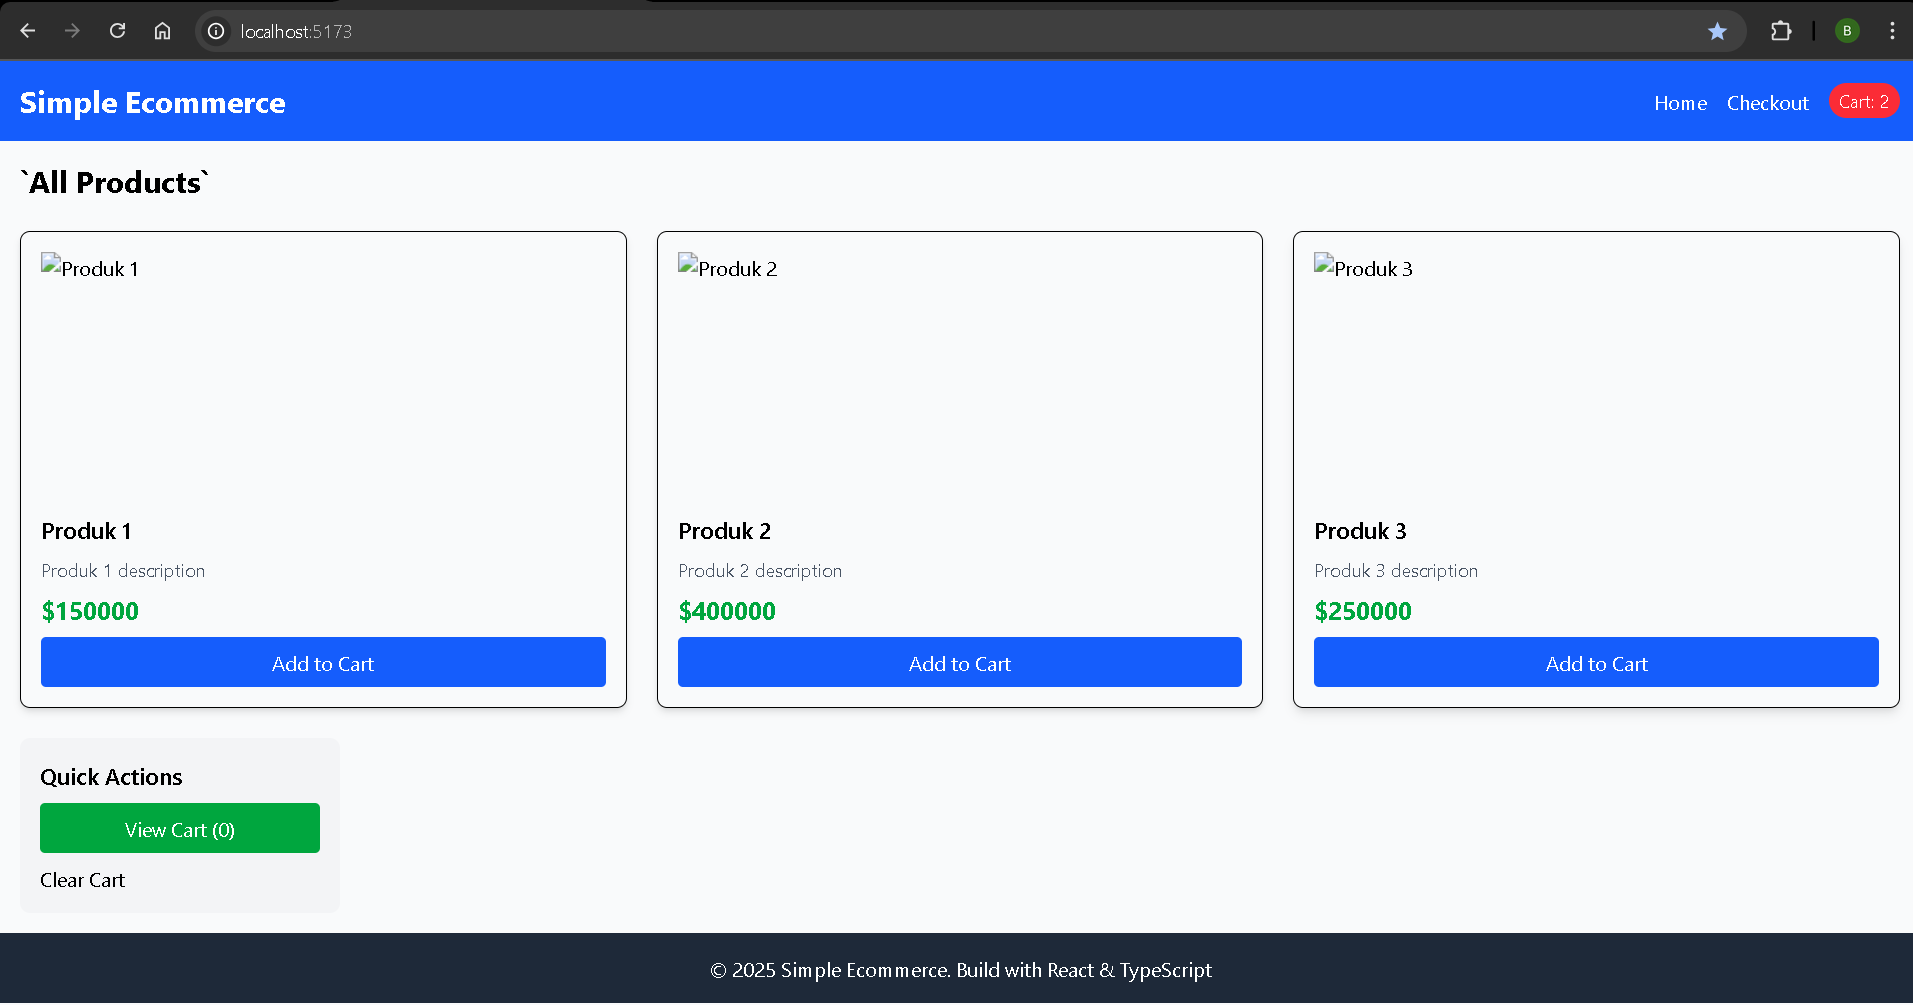 localhost:5173
B
Simple Ecommerce
Home
Checkout
Cart: 2
`All Products`
Produk 1
Produk 2
Produk 3
Produk 1
Produk 1 description
$150000
Add to Cart
Produk 2
Produk 2 description
$400000
Add to Cart
Produk 3
Produk 3 description
$250000
Add to Cart
Quick Actions
View Cart (0)
Clear Cart
© 2025 Simple Ecommerce. Build with React & TypeScript